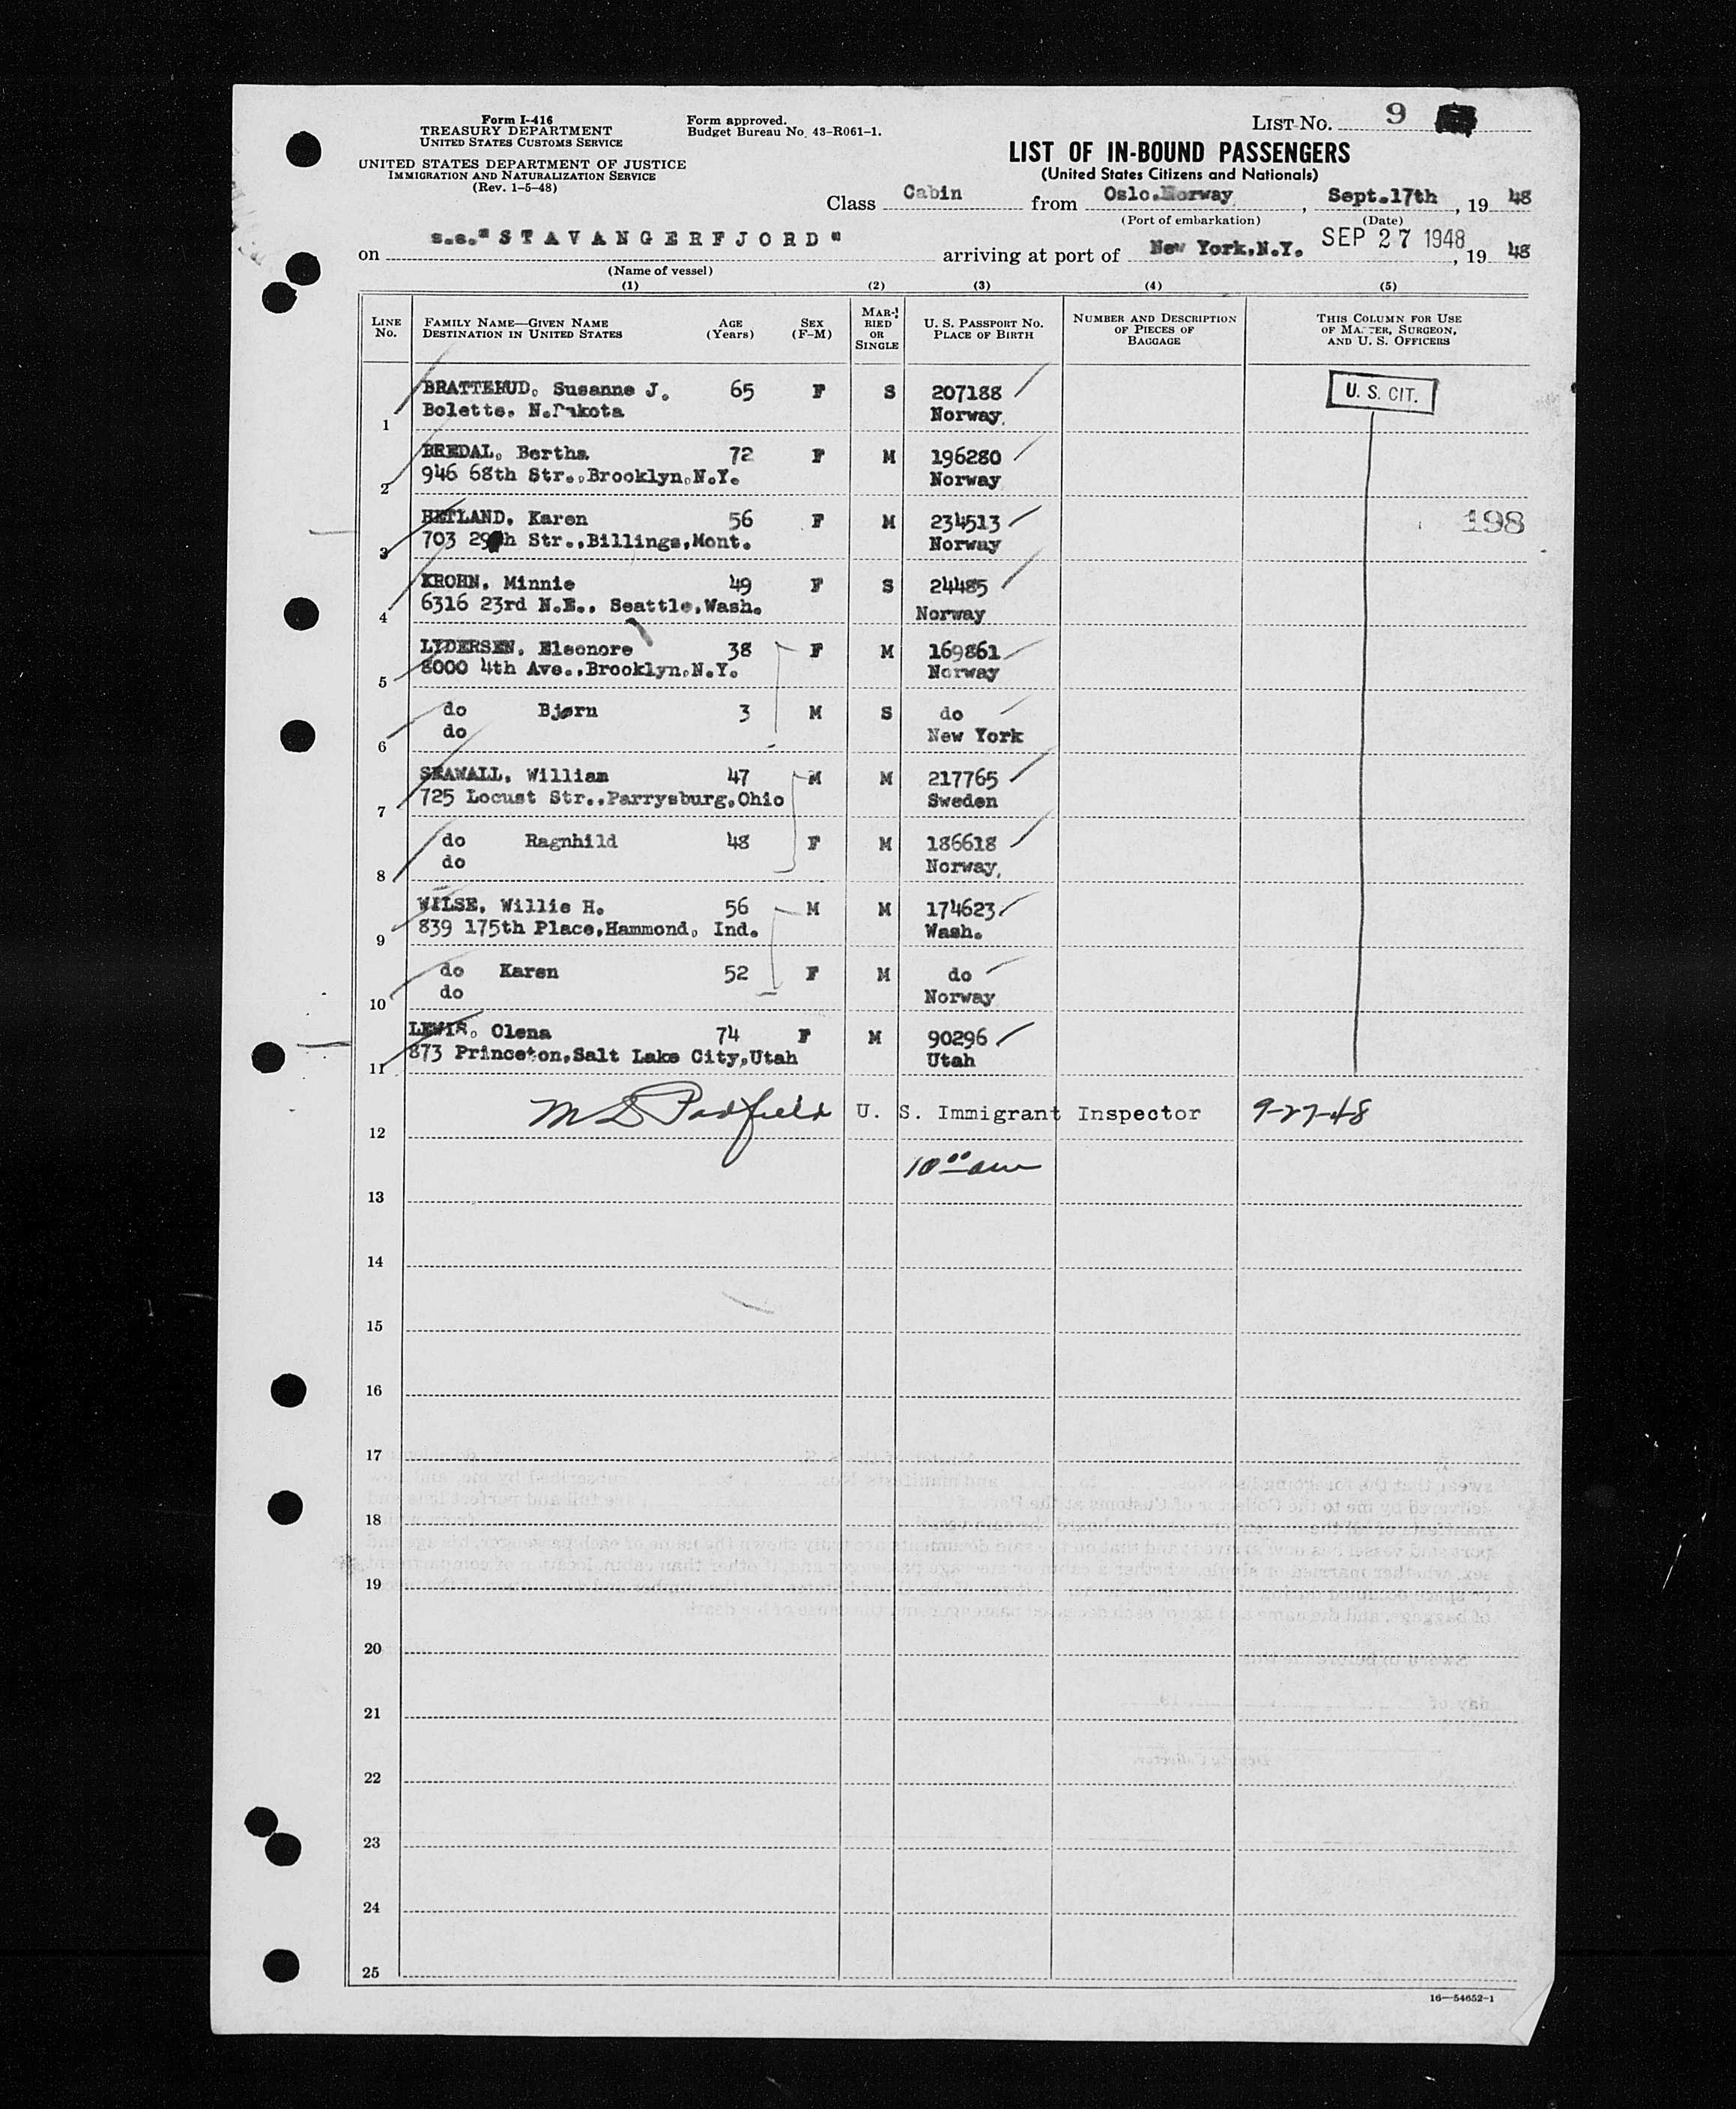 Form I-416
TREASURY DEPARTMENT
UNITED STATES CUSTOMS SERVICE
UNITED STATES DEPARTMENT OF JUSTICE
IMMIGRATION AND NATURALIZATION SERVICE
(Rev. 1-5-48)
Form approved.
Budget Bureau No. 43-R061-1.
LIST NO. 9
LIST OF IN-BOUND PASSENGERS
(United States Citizens and Nationals)
Class Cabin from Oslo.Norway, Sept.17th, 19 48
(Port of embarkation) (Date)
on s.s."STAVANGERFJORD" arriving at port of New York,N.Y. SEP 27 1948, 19 48
(Name of vessel)
(1) (2) (3) (4) (5)
LINE No. FAMILY NAME—GIVEN NAME DESTINATION IN UNITED STATES AGE (Years) SEX (F-M) MARRIED OR SINGLE U. S. PASSPORT NO. PLACE OF BIRTH NUMBER AND DESCRIPTION OF PIECES OF BAGGAGE THIS COLUMN FOR USE OF MASTER, SURGEON, AND U. S. OFFICERS
BRATTERUD, Susanne J. 65 F S 207188 U. S. CIT.
1 Bolette, N.Dakota Norway.
BREDAL, Bertha 72 F M 196280
2 946 68th Str.,Brooklyn,N.Y. Norway
HETLAND, Karen 56 F M 234513 198
3 703 29th Str.,Billings,Mont. Norway
KROHN, Minnie 49 F S 24485
4 6316 23rd N.E., Seattle,Wash. Norway
LYDERSEN, Eleonore 38 F M 169861
5 8000 4th Ave.,Brooklyn,N.Y. Norway
do Bjørn 3 M S do
6 do New York
SEAWALL, William 47 M M 217765
7 725 Locust Str.,Parrysburg,Ohio Sweden
do Ragnhild 48 F M 186618
8 do Norway,
WILSE, Willie H. 56 M M 174623
9 839 175th Place,Hammond, Ind. Wash.
do Karen 52 F M do
10 do Norway
LEWIS, Olena 74 F M 90296
11 873 Princeton,Salt Lake City,Utah Utah
12 M D Padfield U. S. Immigrant Inspector 9-27-48
10 00 am
13
14
15
16
17
18
19
20
21
22
23
24
25
16—54652-1